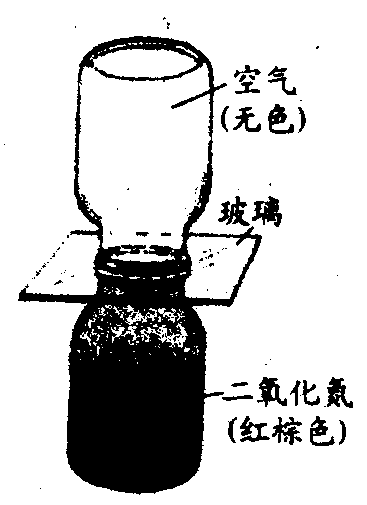 空气
(无色)
玻璃
二氧化氮
(红棕色)